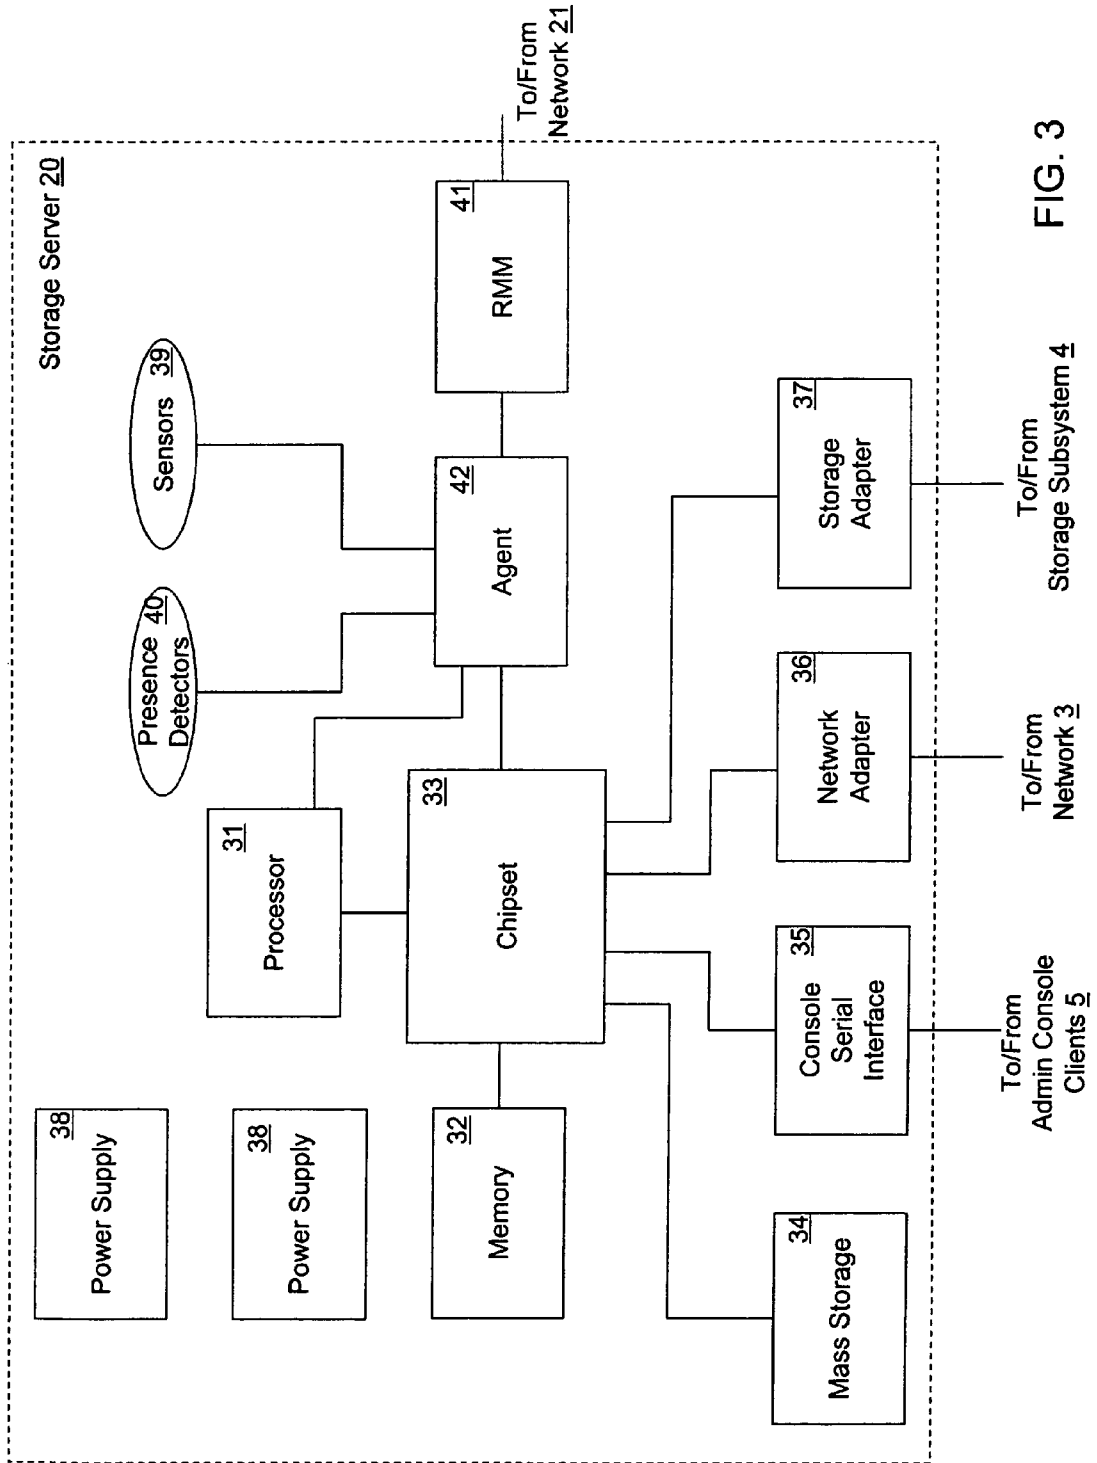 Storage Server 20
Power Supply
38
Power Supply
38
Presence 40
Detectors
Sensors 39
Processor
31
Memory
32
Chipset
33
Agent
42
RMM
41
To/From
Network 21
Mass Storage
34
Console
Serial
Interface
35
Network
Adapter
36
Storage
Adapter
37
To/From
Admin Console
Clients 5
To/From
Network 3
To/From
Storage Subsystem 4
FIG. 3